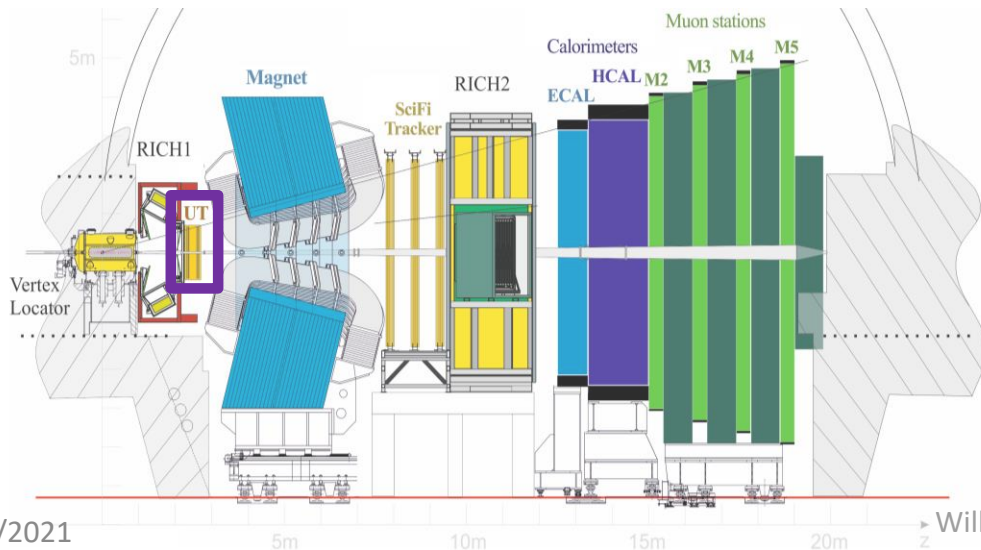 Muon stations
5m
Calorimeters
M5
M4
M3
HCAL
M2
Magnet
RICH2
ECAL
SciFi
Tracker
RICH1
UT
Vertex
Locator
/2021
Will
5m
10m
15m
20m
z